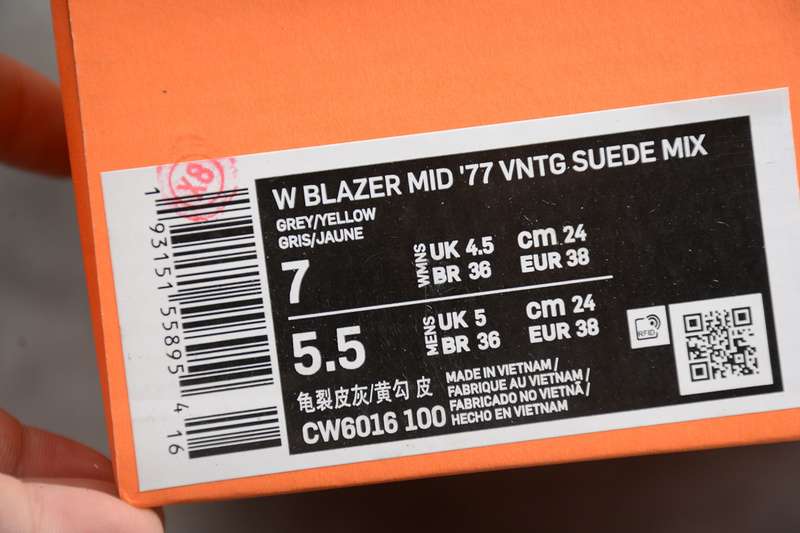 W BLAZER MID '77 VNTG SUEDE MIX
GREY/YELLOW
GRIS/JAUNE
7
WMNS
UK 4.5
BR 36
cm 24
EUR 38
5.5
MENS
UK 5
BR 36
cm 24
EUR 38
龟裂皮灰/黄勾 皮
CW6016 100
MADE IN VIETNAM/
FABRIQUE AU VIETNAM/
FABRICADO NO VIETNÃ/
HECHO EN VIETNAM
RFID
1 93151 55895 4 16
X8